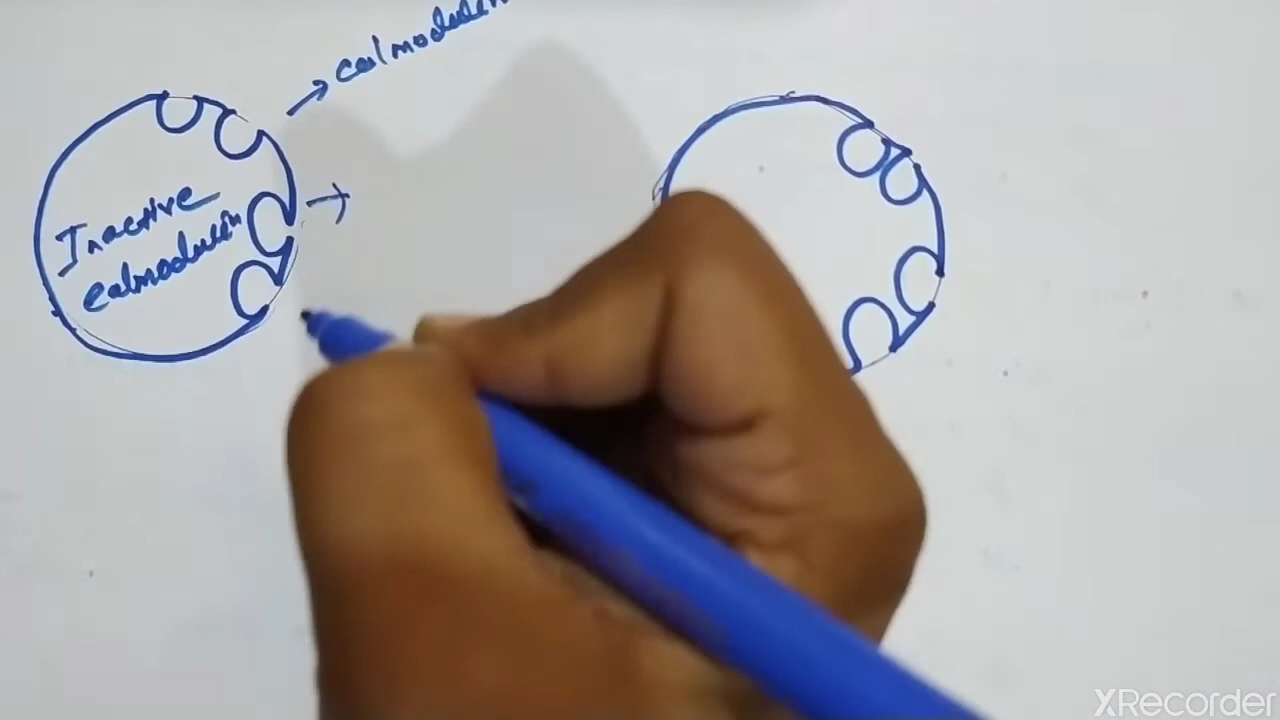 → calmodulin
Inactive
calmodulin
→
XRecorder